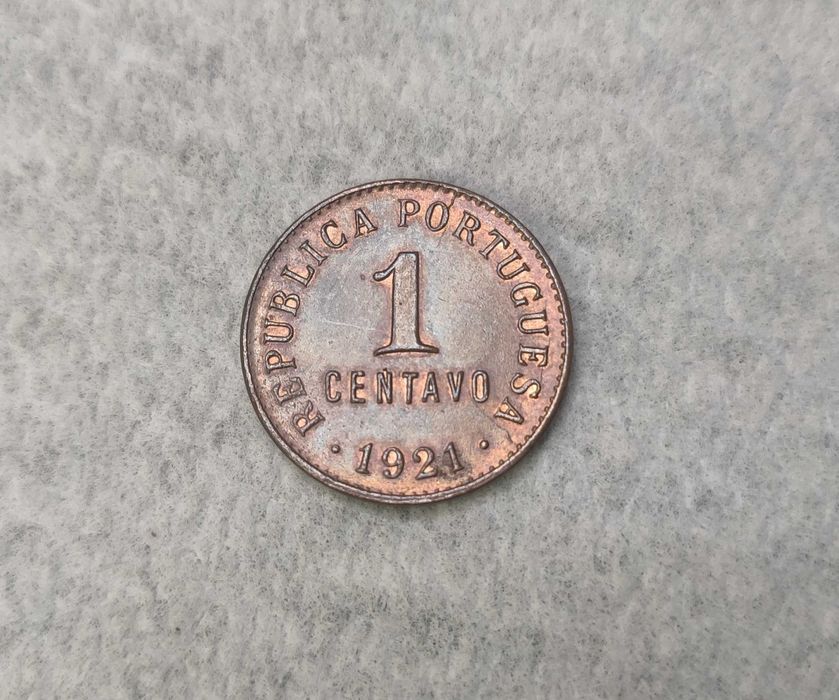 REPUBLICA PORTUGUESA
1
CENTAVO
· 1921 ·